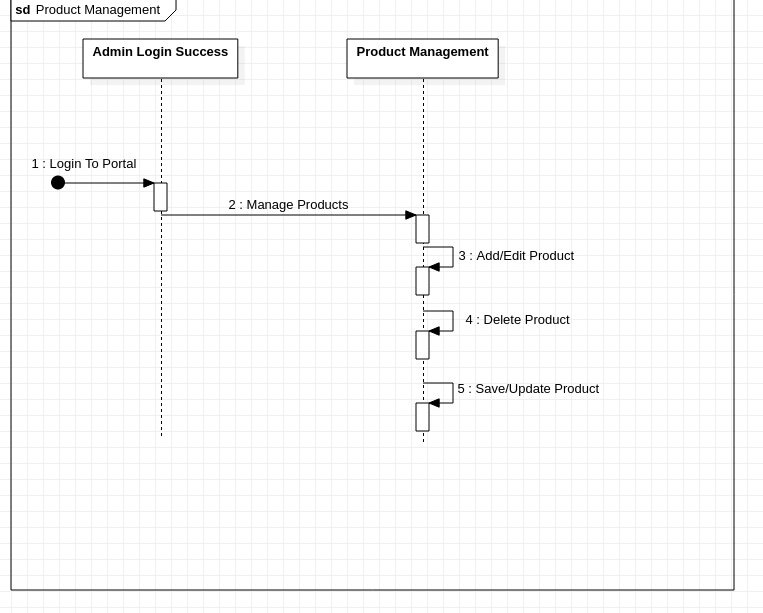 sd Product Management
Admin Login Success
Product Management
1 : Login To Portal
2 : Manage Products
3 : Add/Edit Product
4 : Delete Product
5 : Save/Update Product